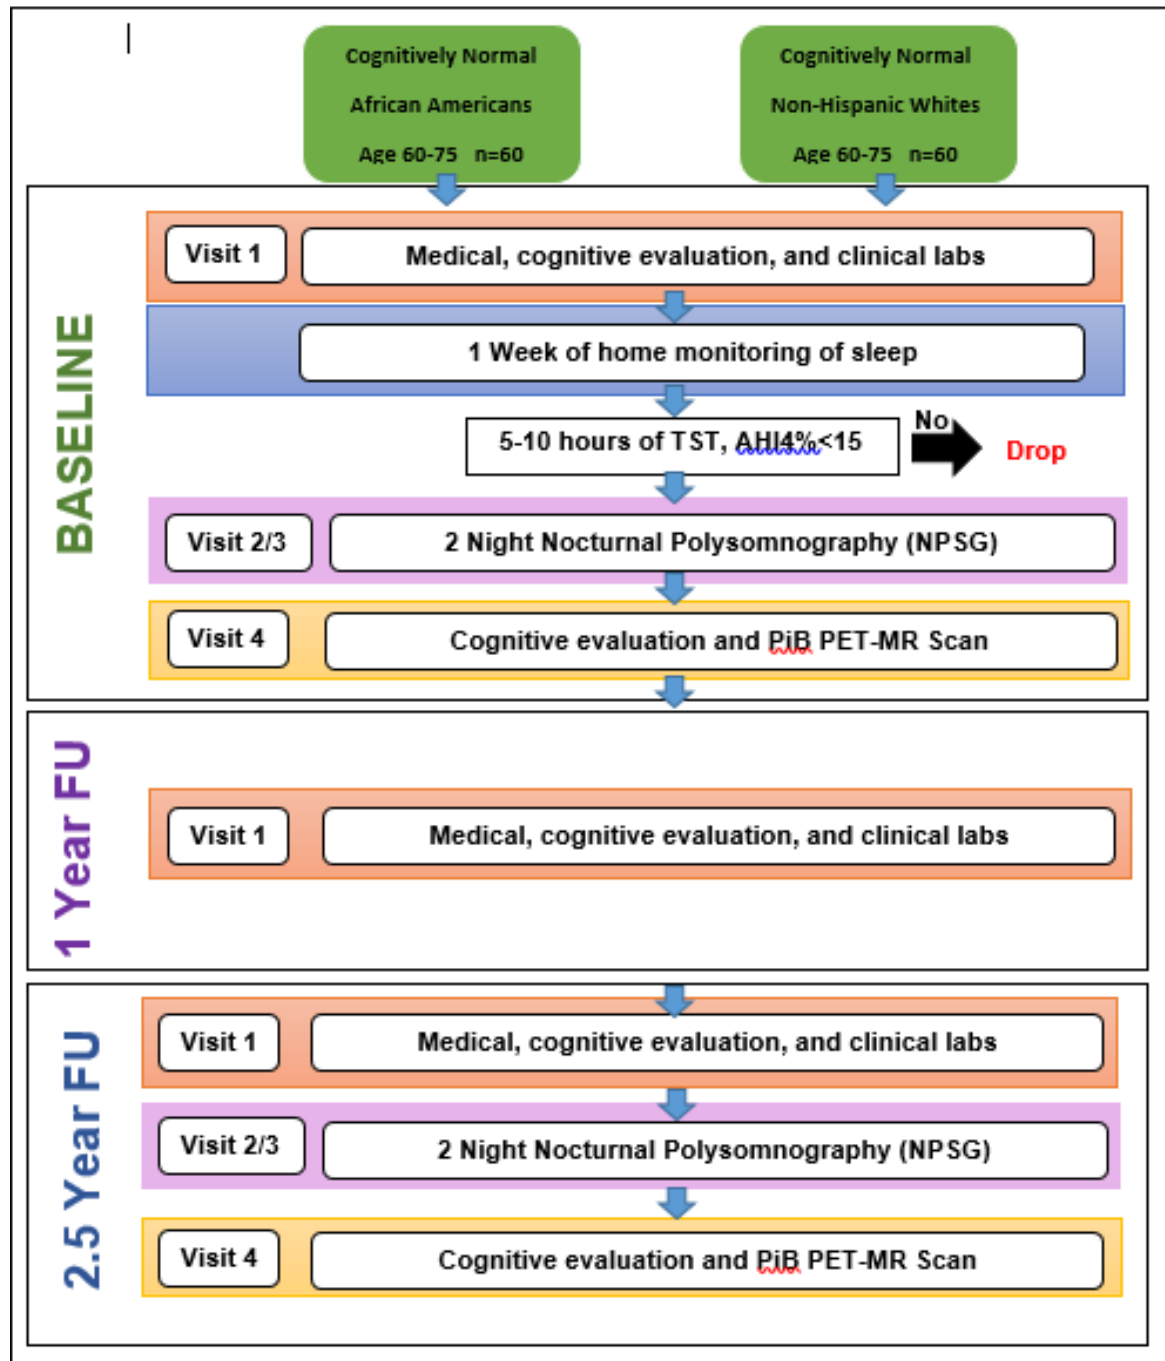 Cognitively Normal
African Americans
Age 60-75 n=60
Cognitively Normal
Non-Hispanic Whites
Age 60-75 n=60
BASELINE
Visit 1
Medical, cognitive evaluation, and clinical labs
1 Week of home monitoring of sleep
5-10 hours of TST, AHI4%<15
No
Drop
Visit 2/3
2 Night Nocturnal Polysomnography (NPSG)
Visit 4
Cognitive evaluation and PiB PET-MR Scan
1 Year FU
Visit 1
Medical, cognitive evaluation, and clinical labs
2.5 Year FU
Visit 1
Medical, cognitive evaluation, and clinical labs
Visit 2/3
2 Night Nocturnal Polysomnography (NPSG)
Visit 4
Cognitive evaluation and PiB PET-MR Scan